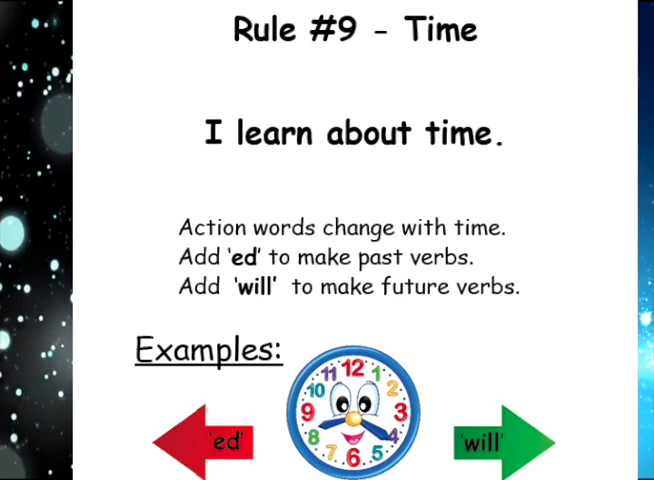 Rule #9 - Time
I learn about time.
Action words change with time.
Add 'ed' to make past verbs.
Add 'will' to make future verbs.
Examples:
12
11 1
10 2
9 3
8 4
7 5
6
'ed' 'will'